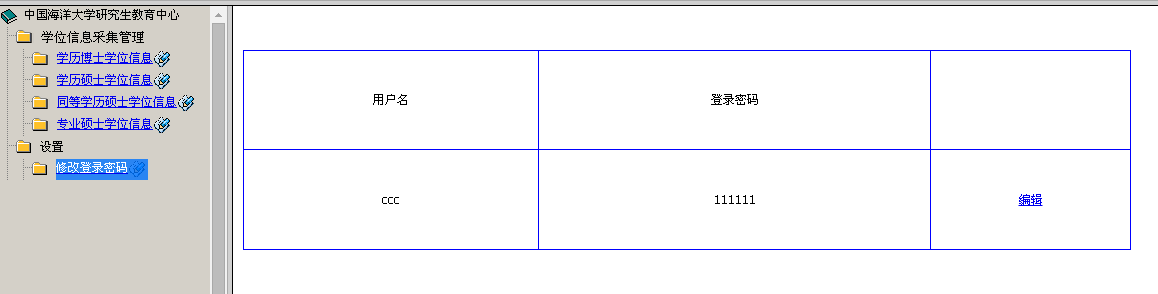 中国海洋大学研究生教育中心
学位信息采集管理
学历博士学位信息
学历硕士学位信息
同等学历硕士学位信息
专业硕士学位信息
设置
修改登录密码
用户名 登录密码
ccc 111111 编辑